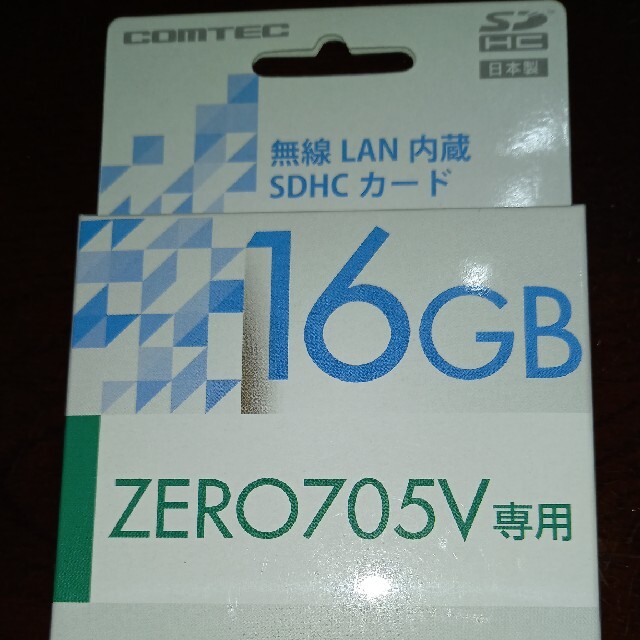 COMTEC
SD
HC
日本製
無線 LAN 内蔵
SDHC カード
16GB
ZERO705V 専用